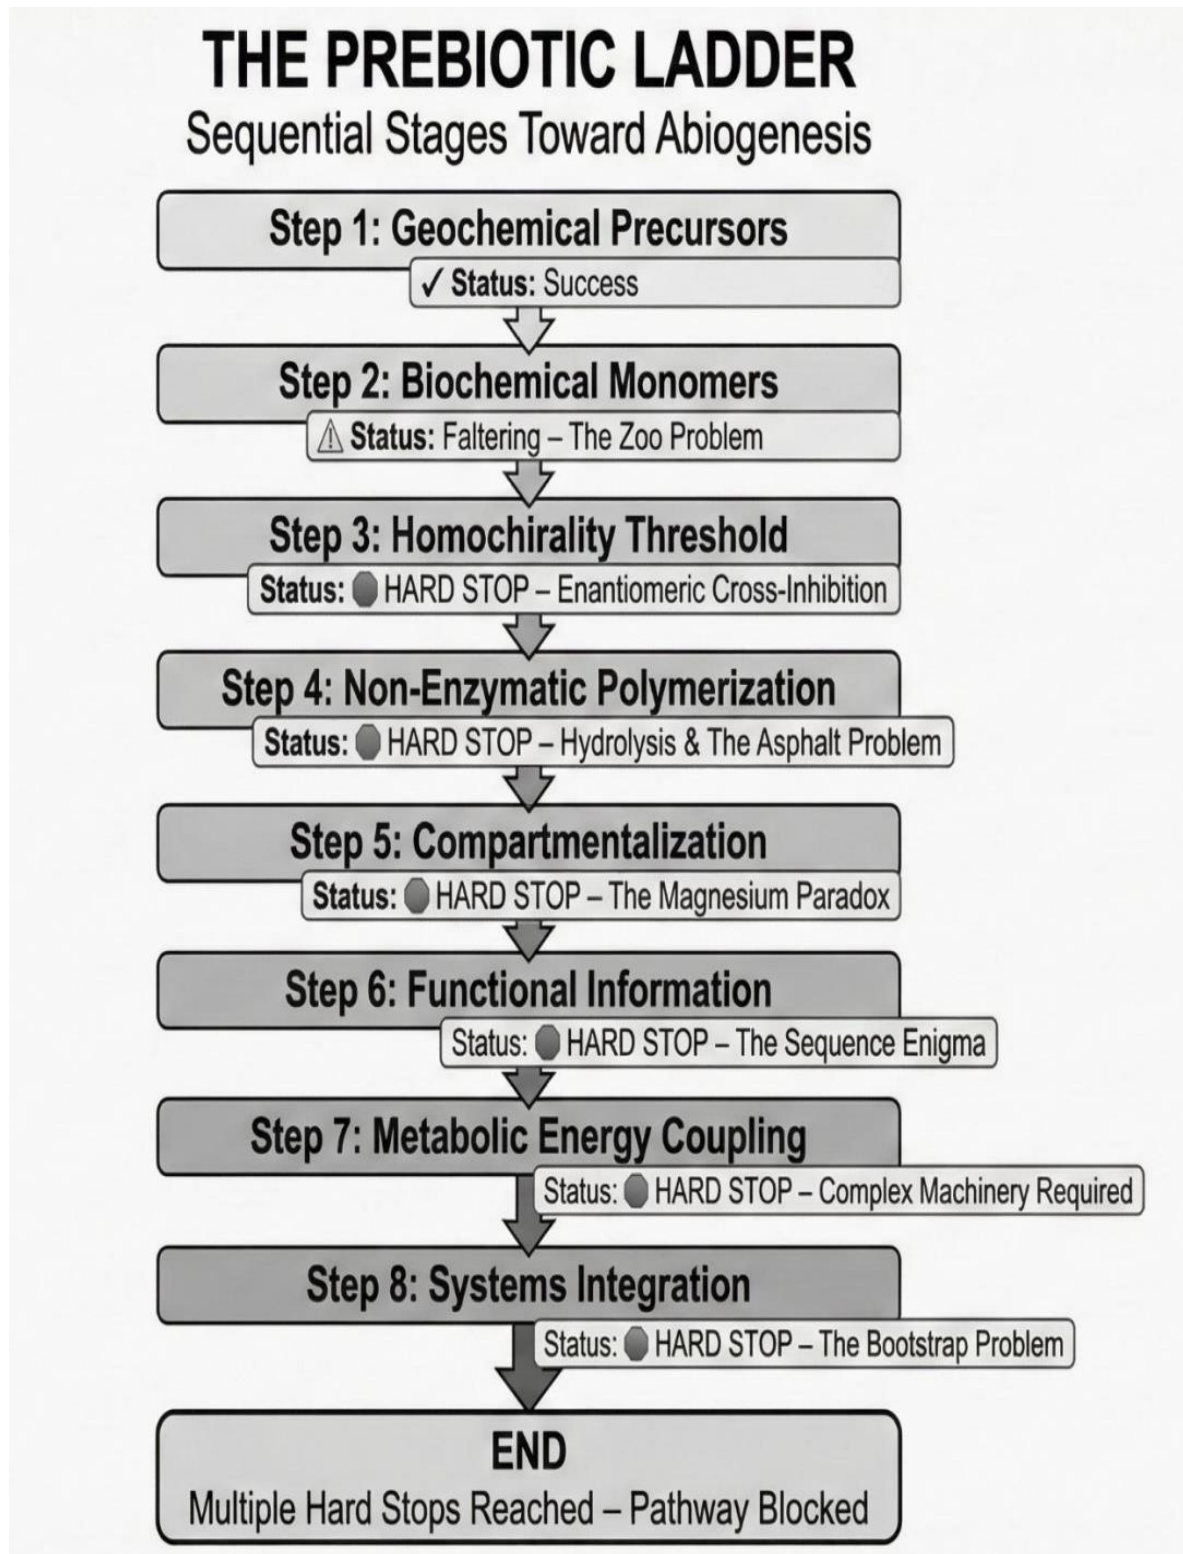 THE PREBIOTIC LADDER
Sequential Stages Toward Abiogenesis
Step 1: Geochemical Precursors
✓ Status: Success
Step 2: Biochemical Monomers
⚠ Status: Faltering – The Zoo Problem
Step 3: Homochirality Threshold
Status: HARD STOP – Enantiomeric Cross-Inhibition
Step 4: Non-Enzymatic Polymerization
Status: HARD STOP – Hydrolysis & The Asphalt Problem
Step 5: Compartmentalization
Status: HARD STOP – The Magnesium Paradox
Step 6: Functional Information
Status: HARD STOP – The Sequence Enigma
Step 7: Metabolic Energy Coupling
Status: HARD STOP – Complex Machinery Required
Step 8: Systems Integration
Status: HARD STOP – The Bootstrap Problem
END
Multiple Hard Stops Reached – Pathway Blocked